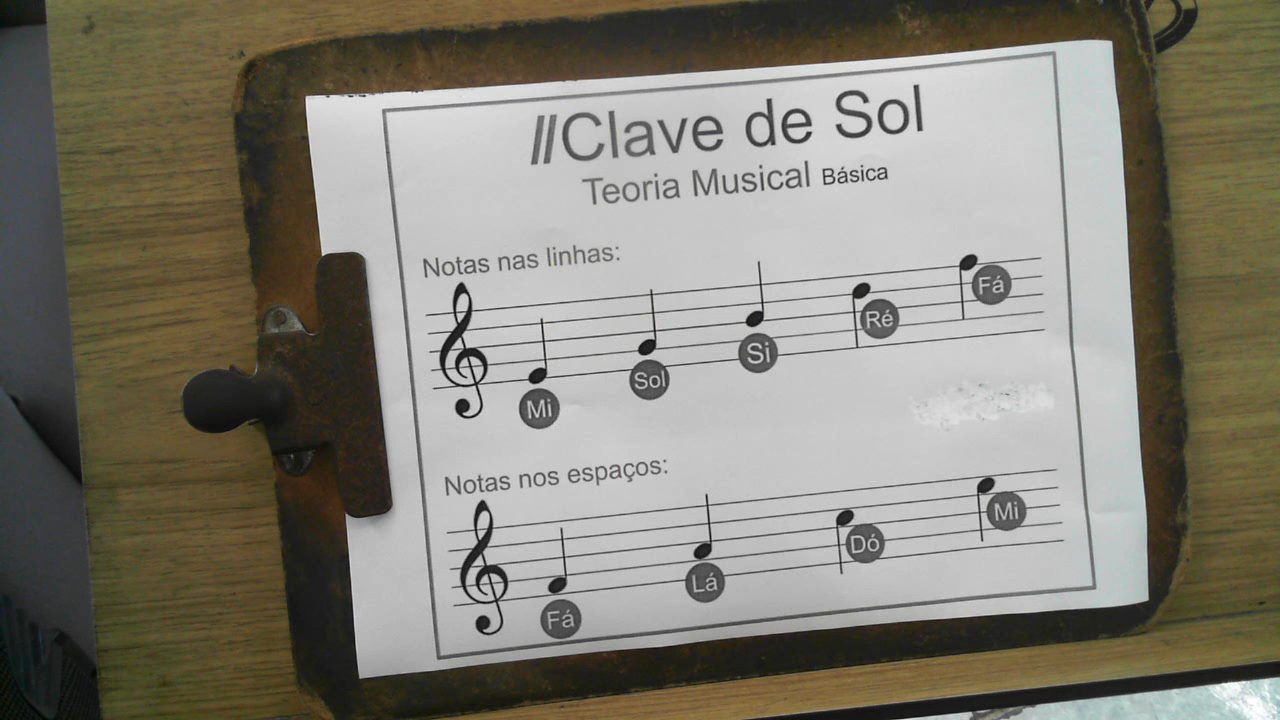 Clave de Sol
Teoria Musical Básica
Notas nas linhas:
Mi Sol Si Ré Fá
Notas nos espaços:
Fá Lá Dó Mi